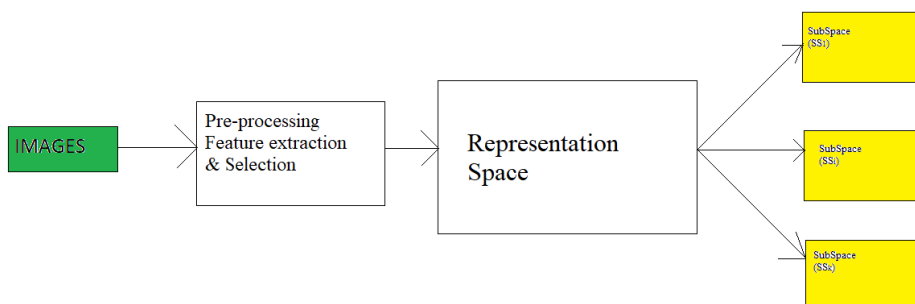 IMAGES
Pre-processing
Feature extraction
& Selection
Representation
Space
SubSpace
(SS1)
SubSpace
(SSi)
SubSpace
(SSk)